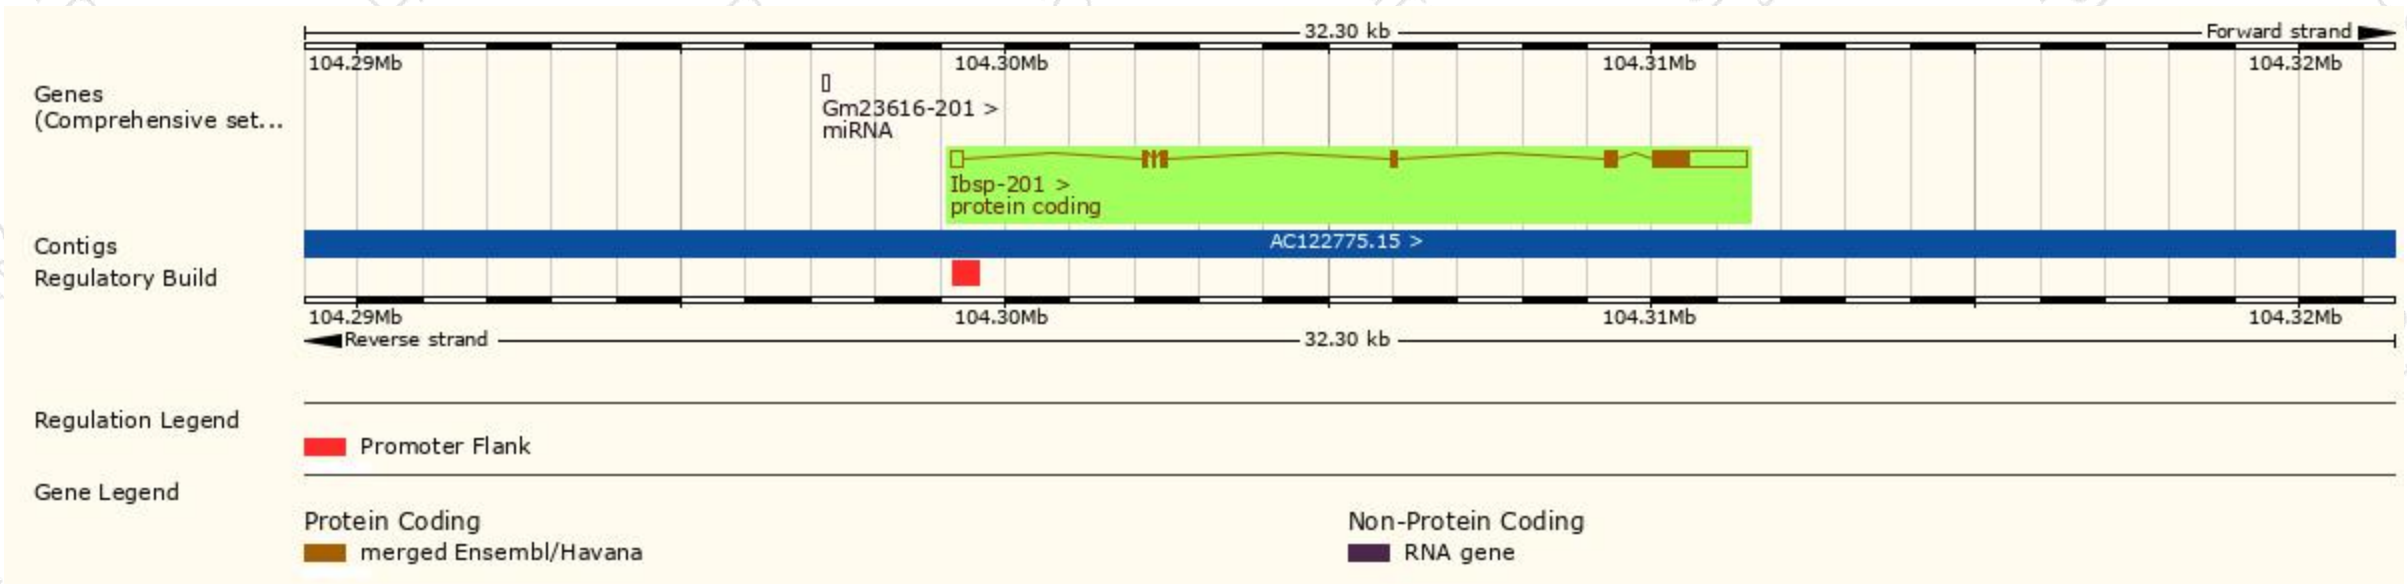 32.30 kb
Forward strand
104.29Mb 104.30Mb 104.31Mb 104.32Mb
Genes
(Comprehensive set...
Gm23616-201 >
miRNA
Ibsp-201 >
protein coding
Contigs
AC122775.15 >
Regulatory Build
104.29Mb 104.30Mb 104.31Mb 104.32Mb
Reverse strand
32.30 kb
Regulation Legend
Promoter Flank
Gene Legend
Protein Coding
Non-Protein Coding
merged Ensembl/Havana
RNA gene